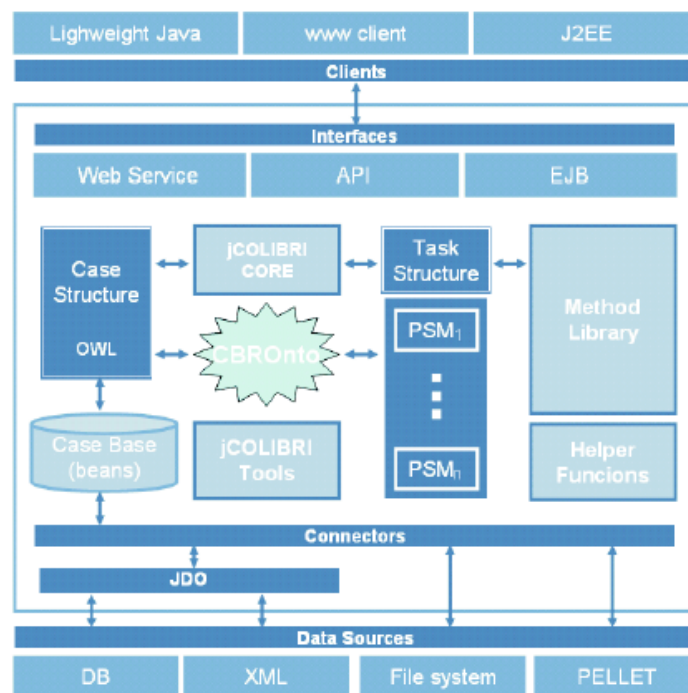 Lighweight Java
www client
J2EE
Clients
Interfaces
Web Service
API
EJB
Case
Structure
OWL
jCOLIBRI
CORE
Task
Structure
Method
Library
CBROnto
PSM1
PSMn
Case Base
(beans)
jCOLIBRI
Tools
Helper
Funcions
Connectors
JDO
Data Sources
DB
XML
File system
PELLET